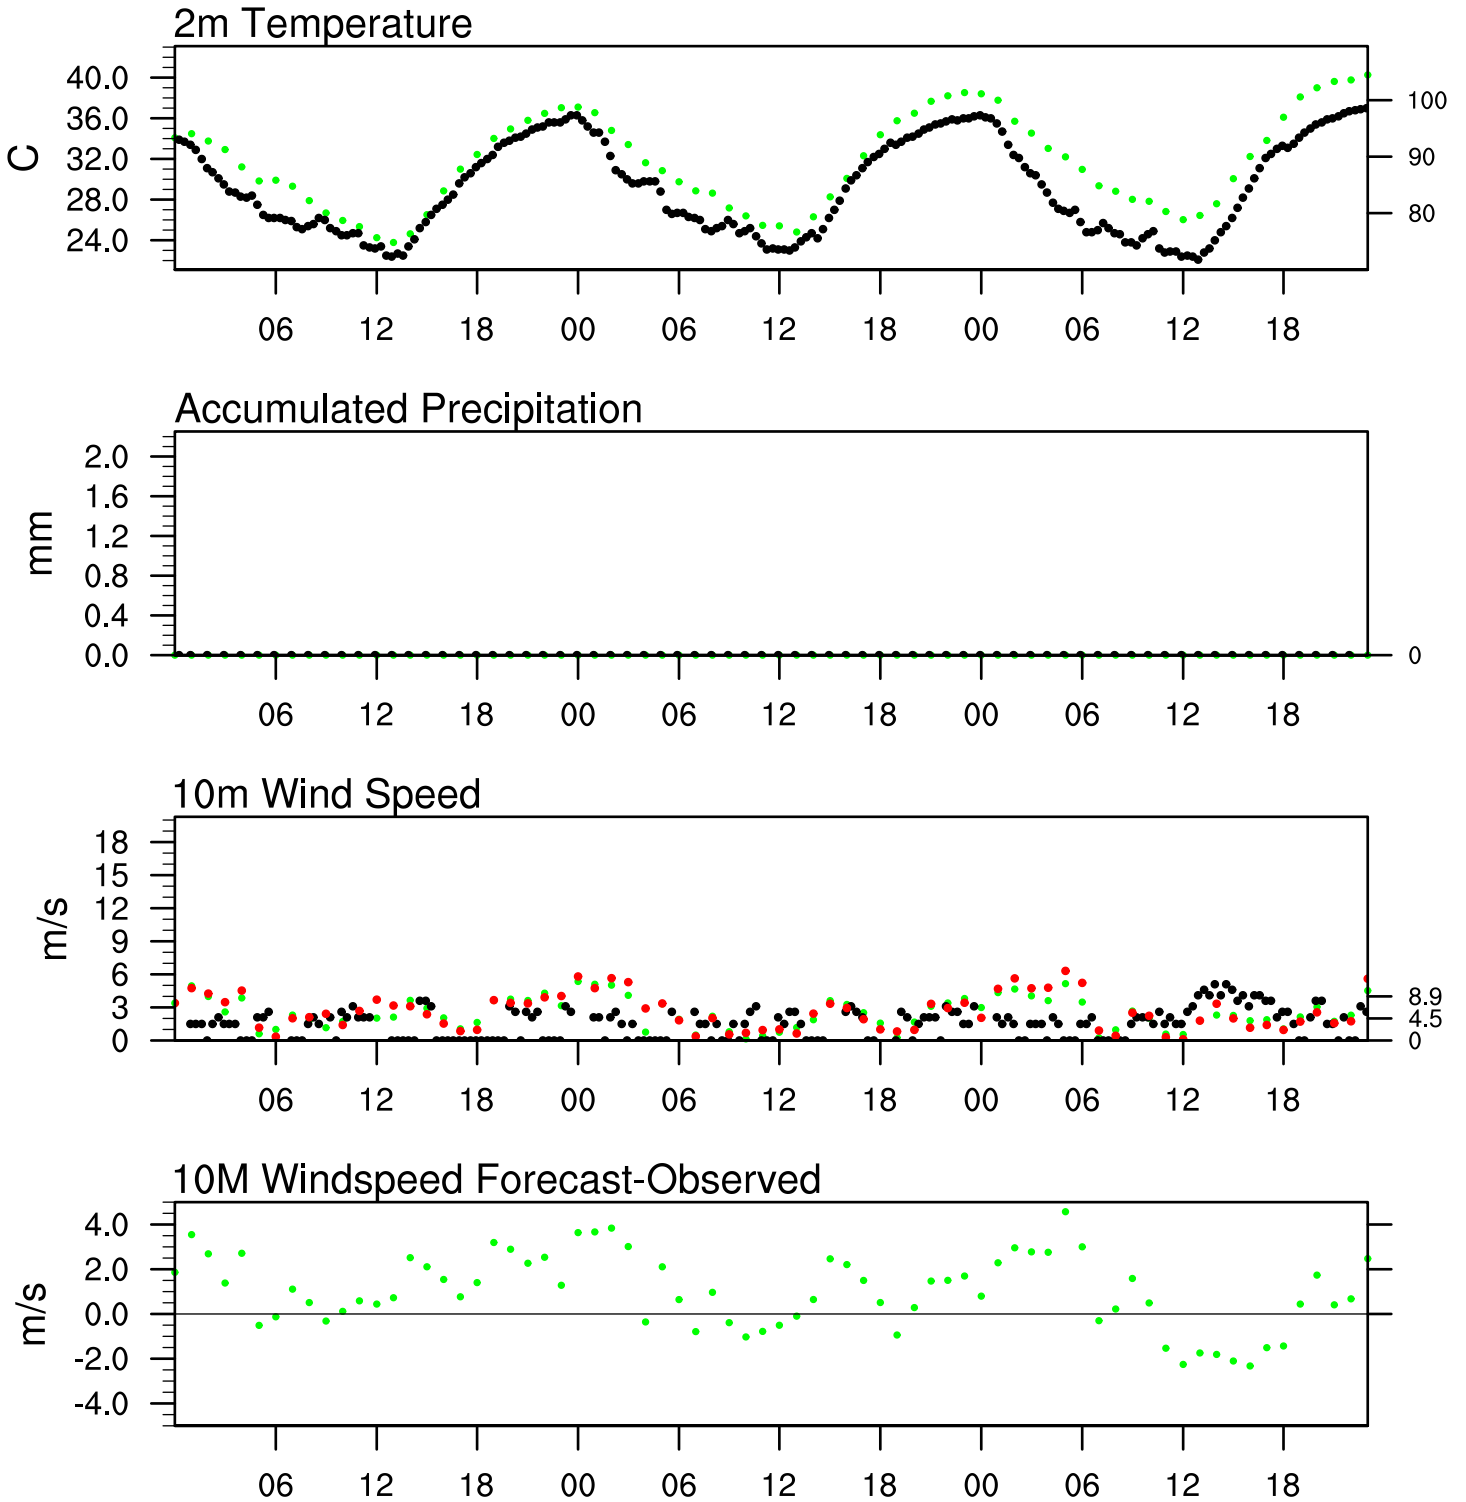 2m Temperature
40.0
36.0
32.0
28.0
24.0
C
100
90
80
06 12 18 00 06 12 18 00 06 12 18
Accumulated Precipitation
2.0
1.6
1.2
0.8
0.4
0.0
mm
0
06 12 18 00 06 12 18 00 06 12 18
10m Wind Speed
18
15
12
9
6
3
0
m/s
8.9
4.5
0
06 12 18 00 06 12 18 00 06 12 18
10M Windspeed Forecast-Observed
4.0
2.0
0.0
-2.0
-4.0
m/s
06 12 18 00 06 12 18 00 06 12 18